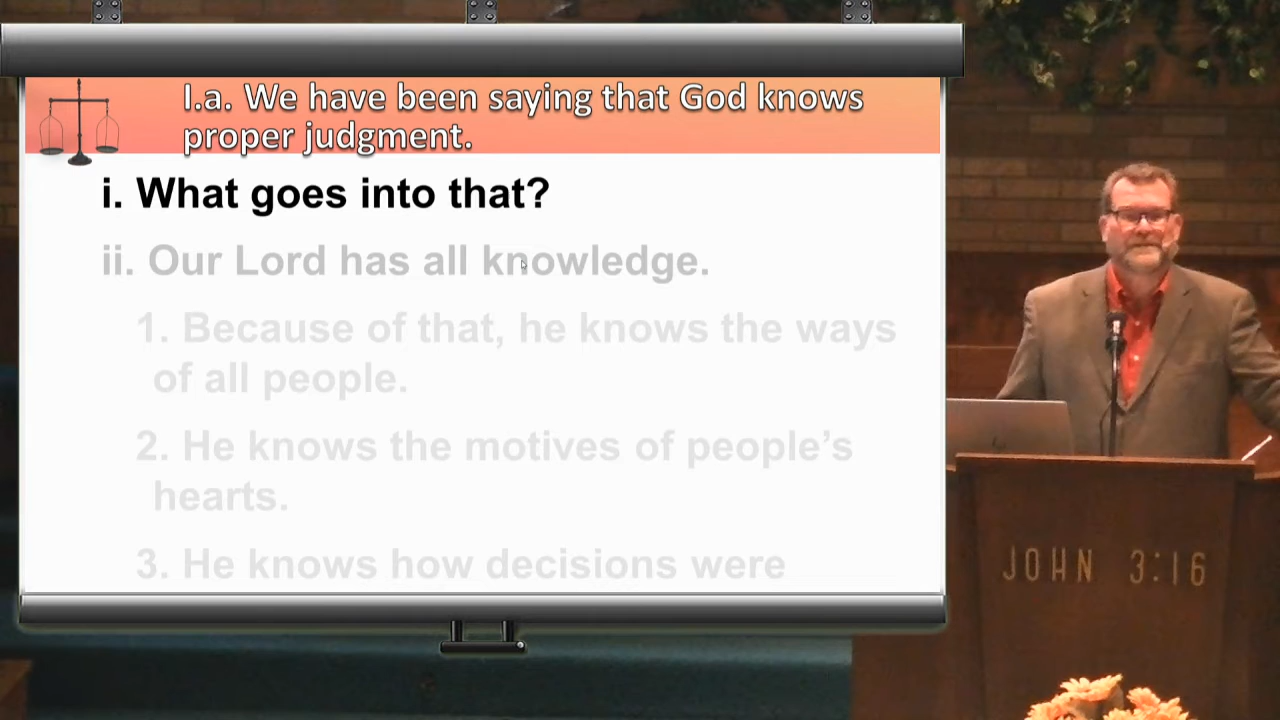 I.a. We have been saying that God knows
proper judgment.
i. What goes into that?
ii. Our Lord has all knowledge.
1. Because of that, he knows the ways
of all people.
2. He knows the motives of people’s
hearts.
3. He knows how decisions were
JOHN 3:16